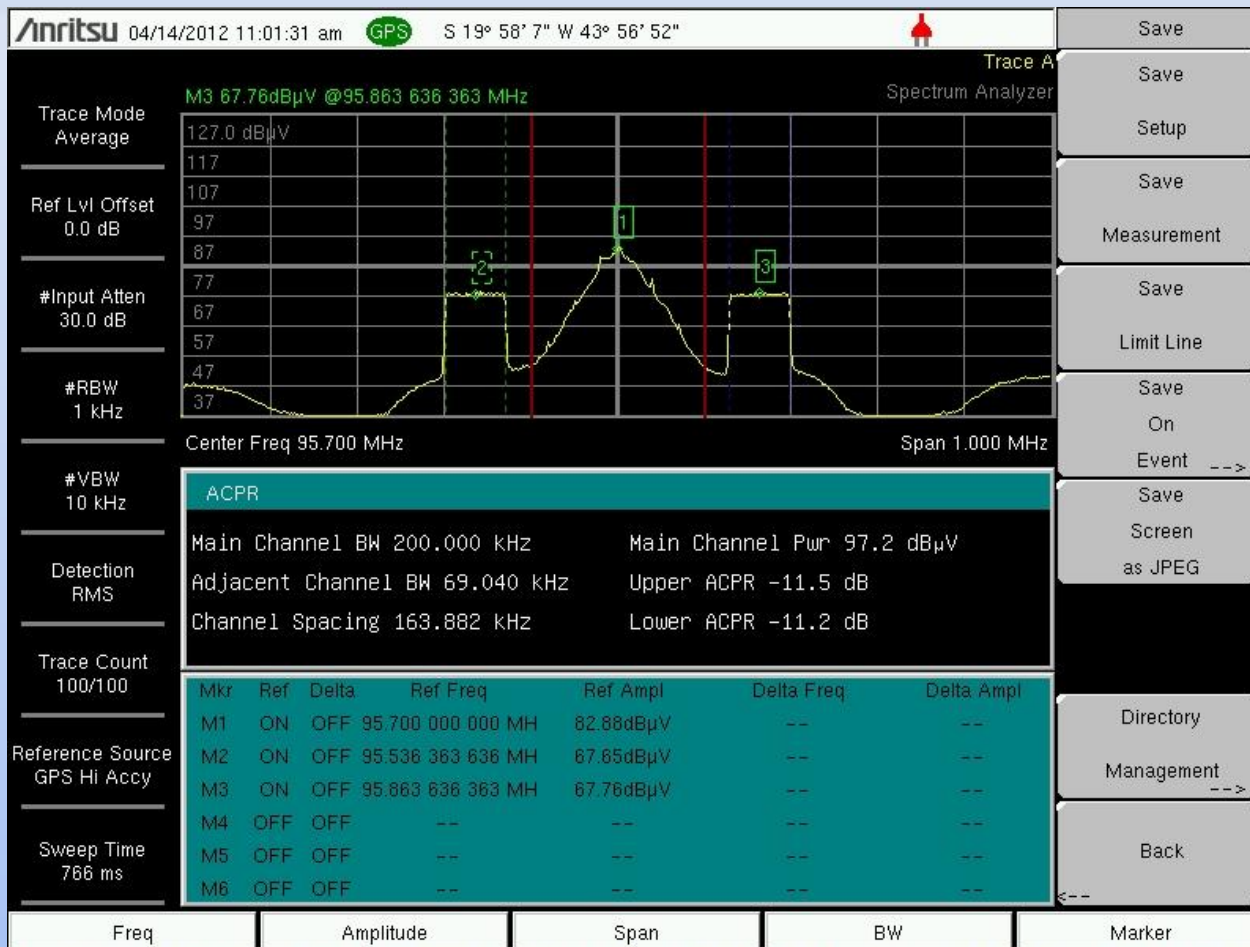 Anritsu 04/14/2012 11:01:31 am GPS S 19° 58' 7" W 43° 56' 52"
Save
Trace A
Spectrum Analyzer
M3 67.76dBµV @95.863 636 363 MHz
Trace Mode
Average
Ref Lvl Offset
0.0 dB
#Input Atten
30.0 dB
#RBW
1 kHz
#VBW
10 kHz
Detection
RMS
Trace Count
100/100
Reference Source
GPS Hi Accy
Sweep Time
766 ms
127.0 dBµV
117
107
97
87
77
67
57
47
37
1
2
3
Center Freq 95.700 MHz
Span 1.000 MHz
ACPR
Main Channel BW 200.000 kHz Main Channel Pwr 97.2 dBµV
Adjacent Channel BW 69.040 kHz Upper ACPR -11.5 dB
Channel Spacing 163.882 kHz Lower ACPR -11.2 dB
Mkr Ref Delta Ref Freq Ref Ampl Delta Freq Delta Ampl
M1 ON OFF 95.700 000 000 MH 82.88dBµV -- --
M2 ON OFF 95.536 363 636 MH 67.65dBµV -- --
M3 ON OFF 95.863 636 363 MH 67.76dBµV -- --
M4 OFF OFF -- -- -- --
M5 OFF OFF -- -- -- --
M6 OFF OFF -- -- -- --
Save
Setup
Save
Measurement
Save
Limit Line
Save
On
Event -->
Save
Screen
as JPEG
Directory
Management
-->
Back
<--
Freq
Amplitude
Span
BW
Marker